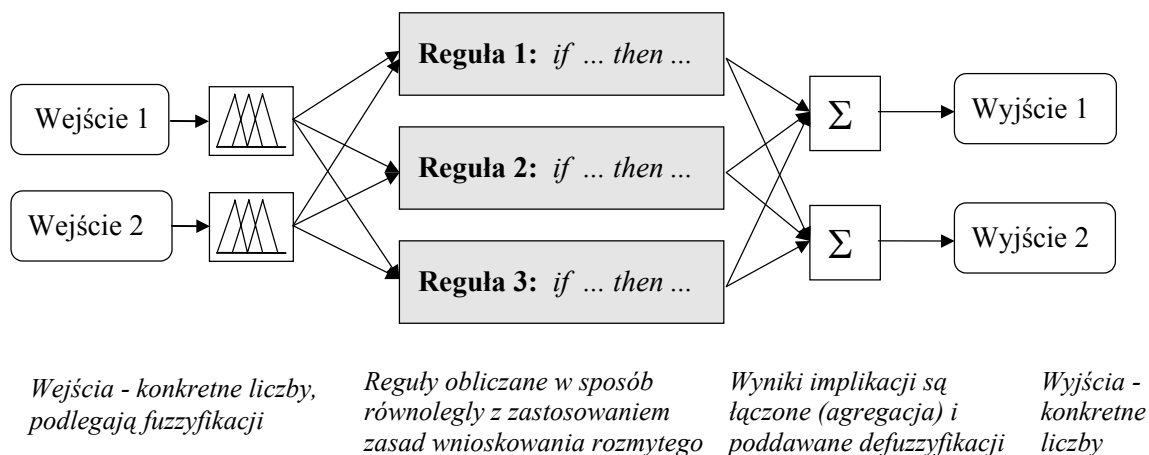 Reguła 1: if ... then ...
Wejście 1
Σ
Wyjście 1
Reguła 2: if ... then ...
Wejście 2
Σ
Wyjście 2
Reguła 3: if ... then ...
Wejścia - konkretne liczby,
podlegają fuzzyfikacji
Reguły obliczane w sposób
równolegly z zastosowaniem
zasad wnioskowania rozmytego
Wyniki implikacji są
łączone (agregacja) i
poddawane defuzzyfikacji
Wyjścia -
konkretne
liczby